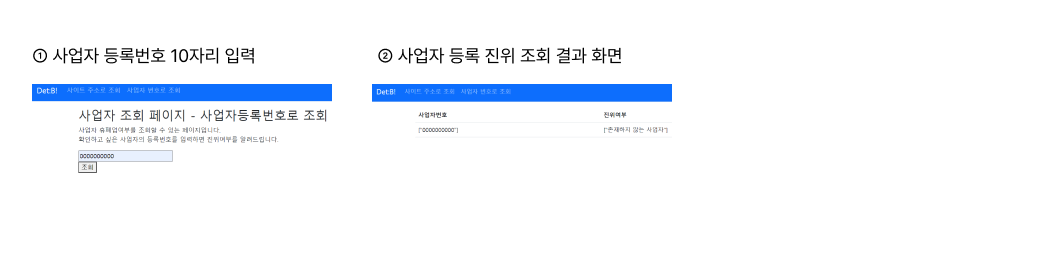 ① 사업자 등록번호 10자리 입력
Det:B! 사이트 주소로 조회 사업자 번호로 조회
사업자 조회 페이지 - 사업자등록번호로 조회
사업자 휴폐업여부를 조회할 수 있는 페이지입니다.
확인하고 싶은 사업자의 등록번호를 입력하면 진위여부를 알려드립니다.
0000000000
조회
② 사업자 등록 진위 조회 결과 화면
Det:B! 사이트 주소로 조회 사업자 번호로 조회
사업자번호 진위여부
["0000000000"] ["존재하지 않는 사업자"]